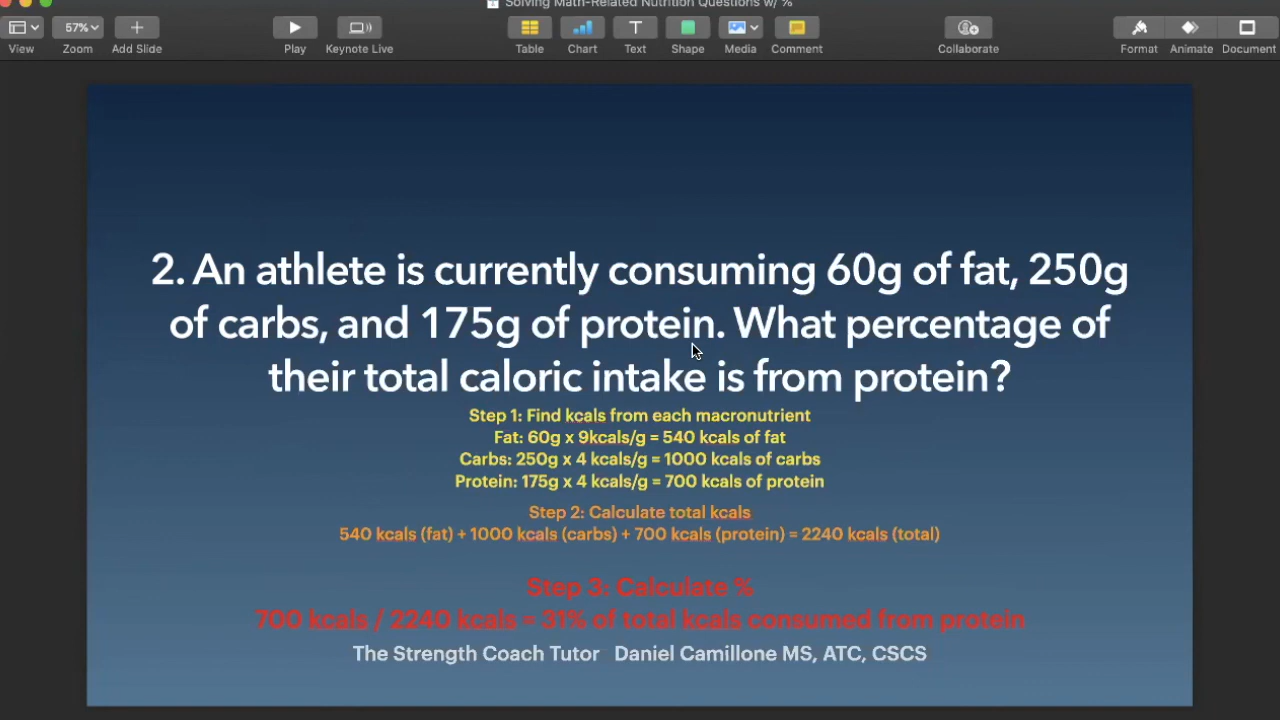 Solving Math-Related Nutrition Questions w/ %
57%
View
Zoom
Add Slide
Play
Keynote Live
Table
Chart
Text
Shape
Media
Comment
Collaborate
Format
Animate
Document
2. An athlete is currently consuming 60g of fat, 250g
of carbs, and 175g of protein. What percentage of
their total caloric intake is from protein?
Step 1: Find kcals from each macronutrient
Fat: 60g x 9kcals/g = 540 kcals of fat
Carbs: 250g x 4 kcals/g = 1000 kcals of carbs
Protein: 175g x 4 kcals/g = 700 kcals of protein
Step 2: Calculate total kcals
540 kcals (fat) + 1000 kcals (carbs) + 700 kcals (protein) = 2240 kcals (total)
Step 3: Calculate %
700 kcals / 2240 kcals = 31% of total kcals consumed from protein
The Strength Coach Tutor Daniel Camillone MS, ATC, CSCS